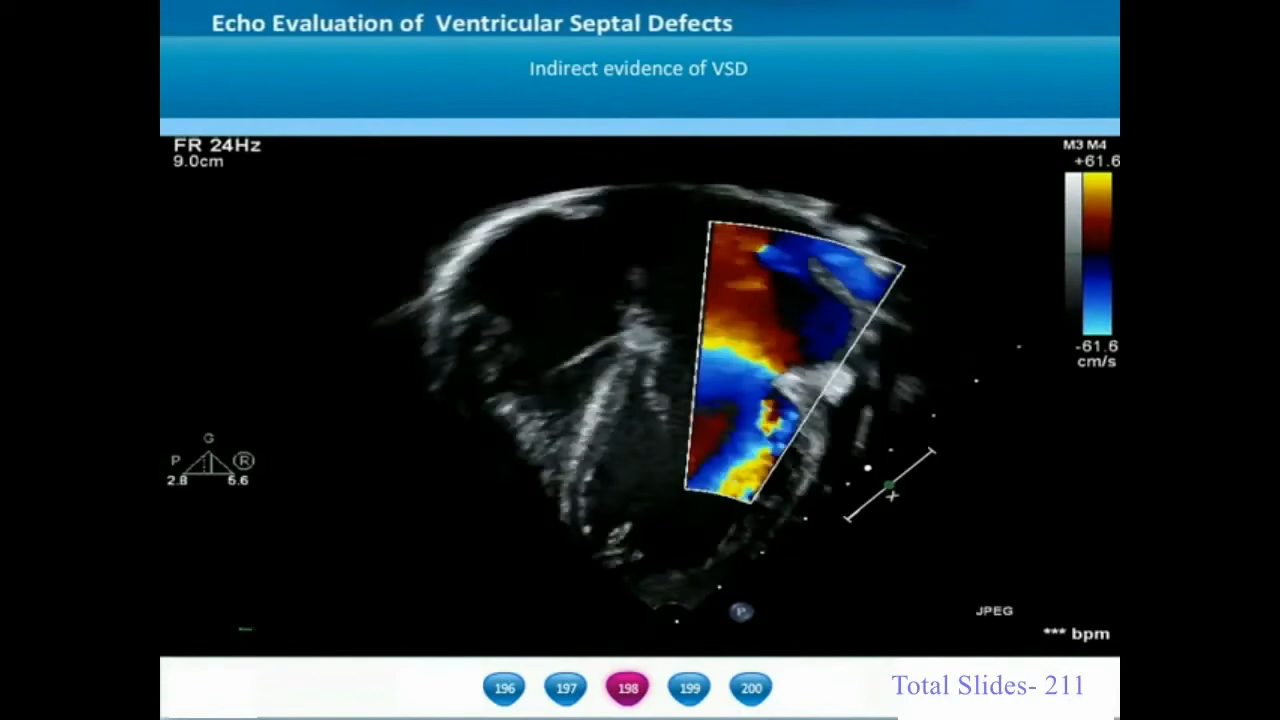 Echo Evaluation of Ventricular Septal Defects
Indirect evidence of VSD
FR 24Hz
9.0cm
M3 M4
+61.6
-61.6
cm/s
G
P R
2.8 5.6
P
JPEG
*** bpm
196 197 198 199 200
Total Slides- 211